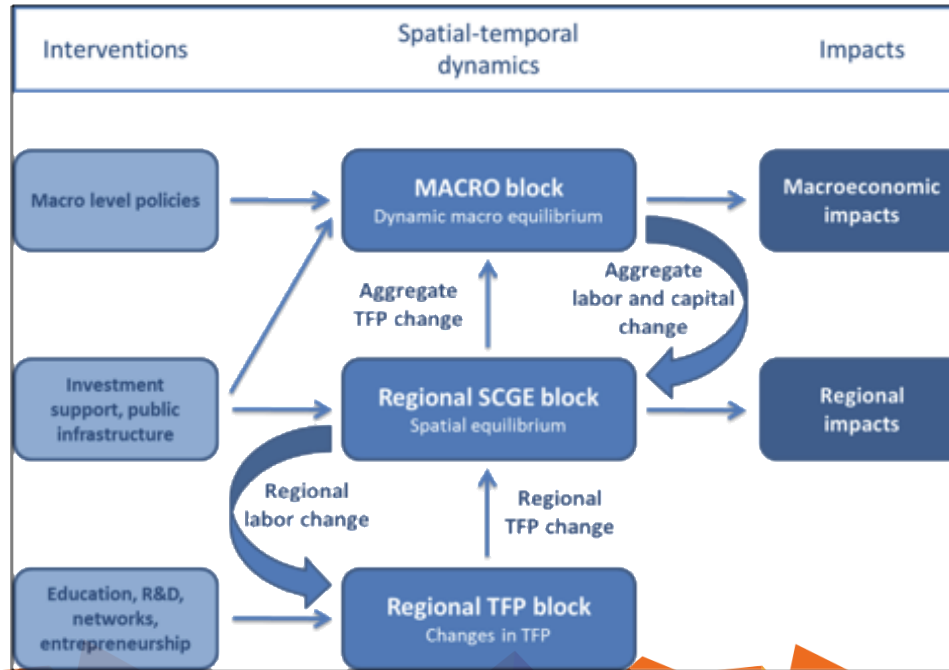 Interventions
Spatial-temporal
dynamics
Impacts
Macro level policies
MACRO block
Dynamic macro equilibrium
Macroeconomic
impacts
Aggregate
TFP change
Aggregate
labor and capital
change
Investment
support, public
infrastructure
Regional SCGE block
Spatial equilibrium
Regional
impacts
Regional
labor change
Regional
TFP change
Education, R&D,
networks,
entrepreneurship
Regional TFP block
Changes in TFP